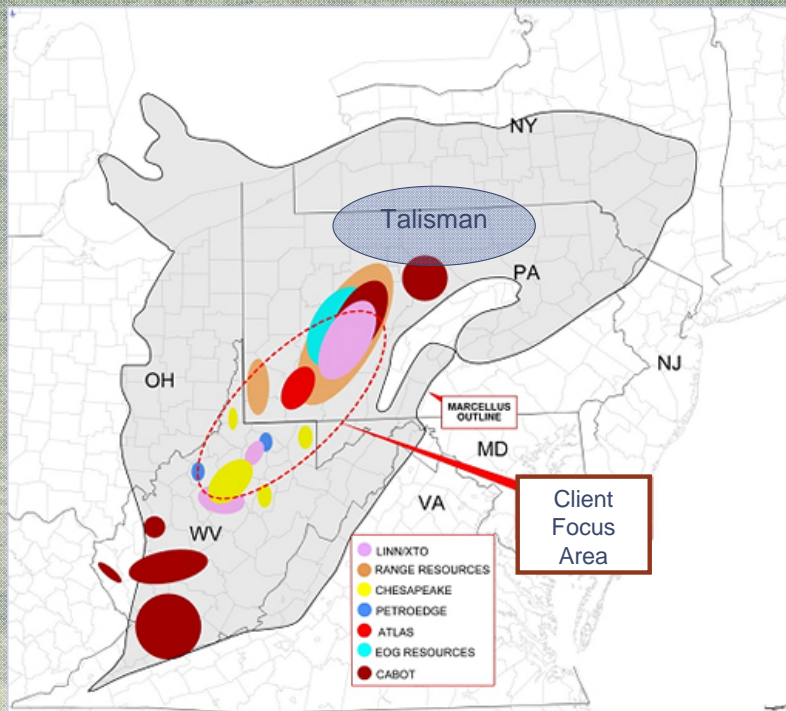 NY
Talisman
PA
OH
NJ
MARCELLUS
OUTLINE
MD
VA
Client
Focus
Area
WV
LINN/XTO
RANGE RESOURCES
CHESAPEAKE
PETROEDGE
ATLAS
EOG RESOURCES
CABOT